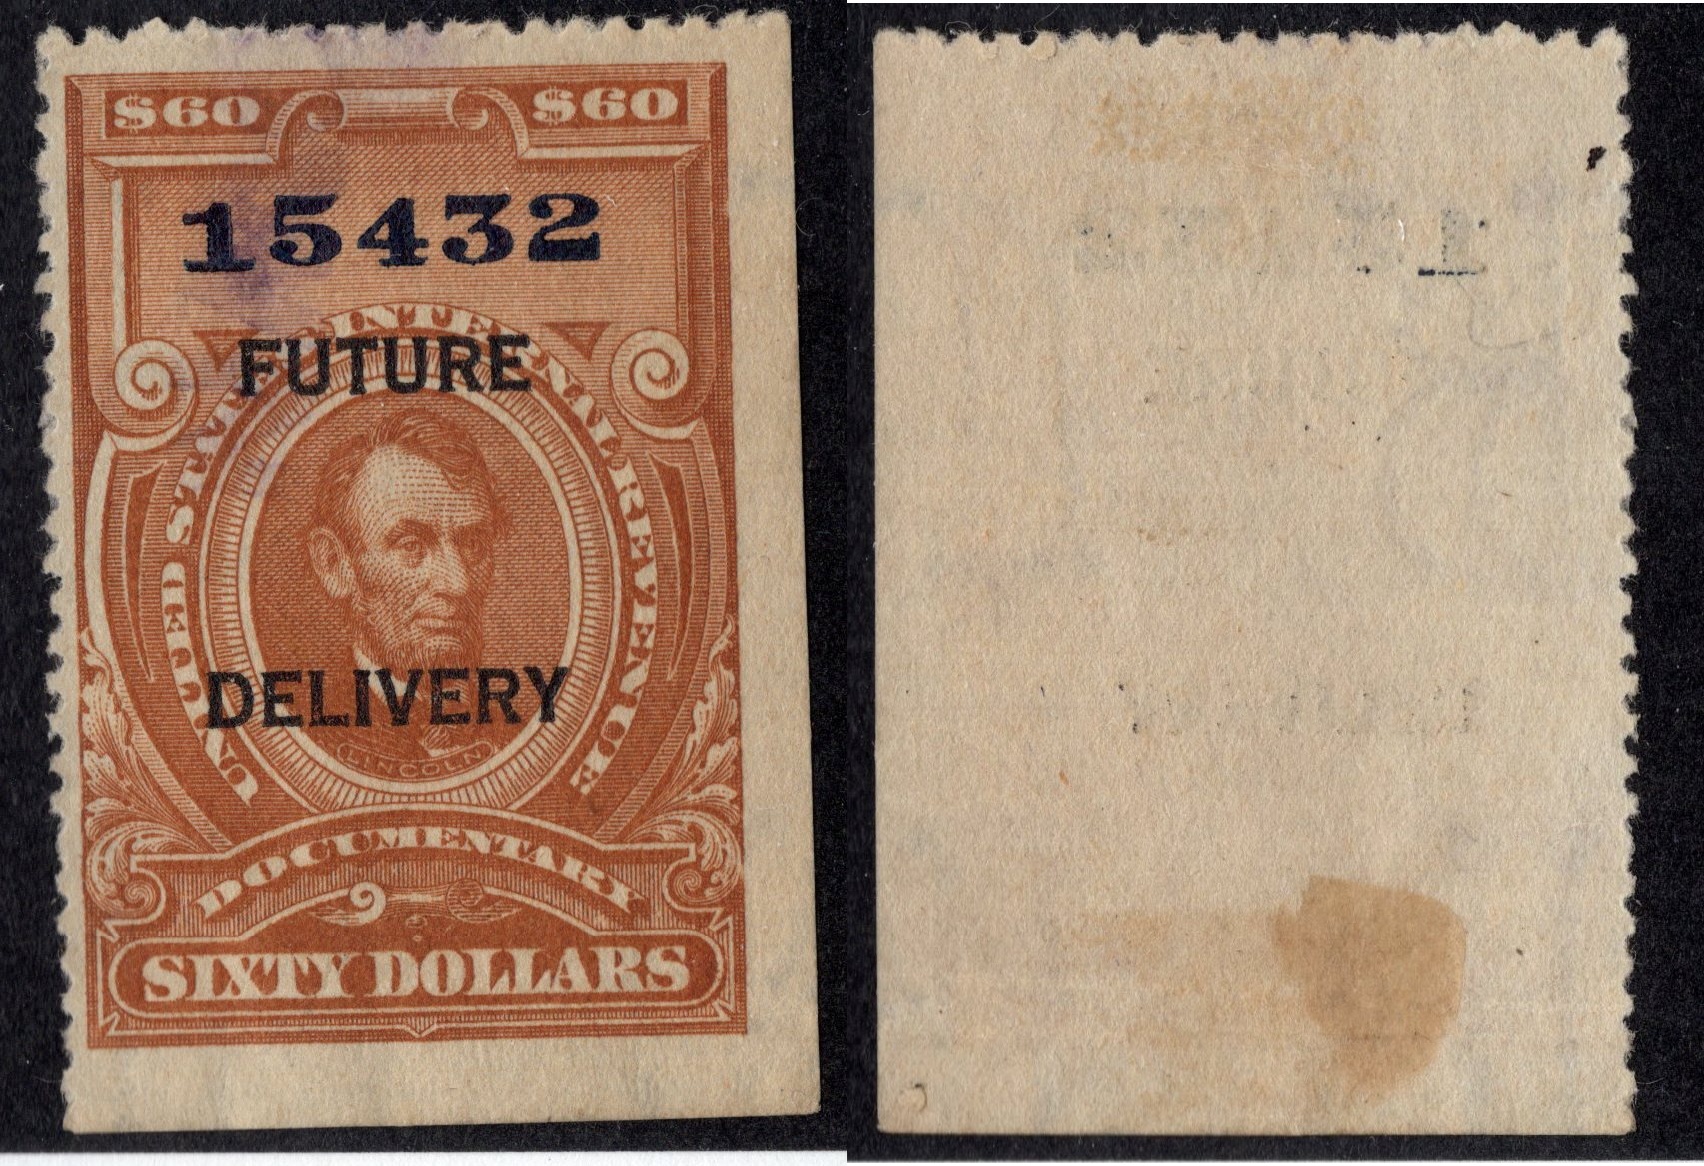 $60 $60
15432
UNITED STATES INTERNAL REVENUE
FUTURE
DELIVERY
LINCOLN
DOCUMENTARY
SIXTY DOLLARS